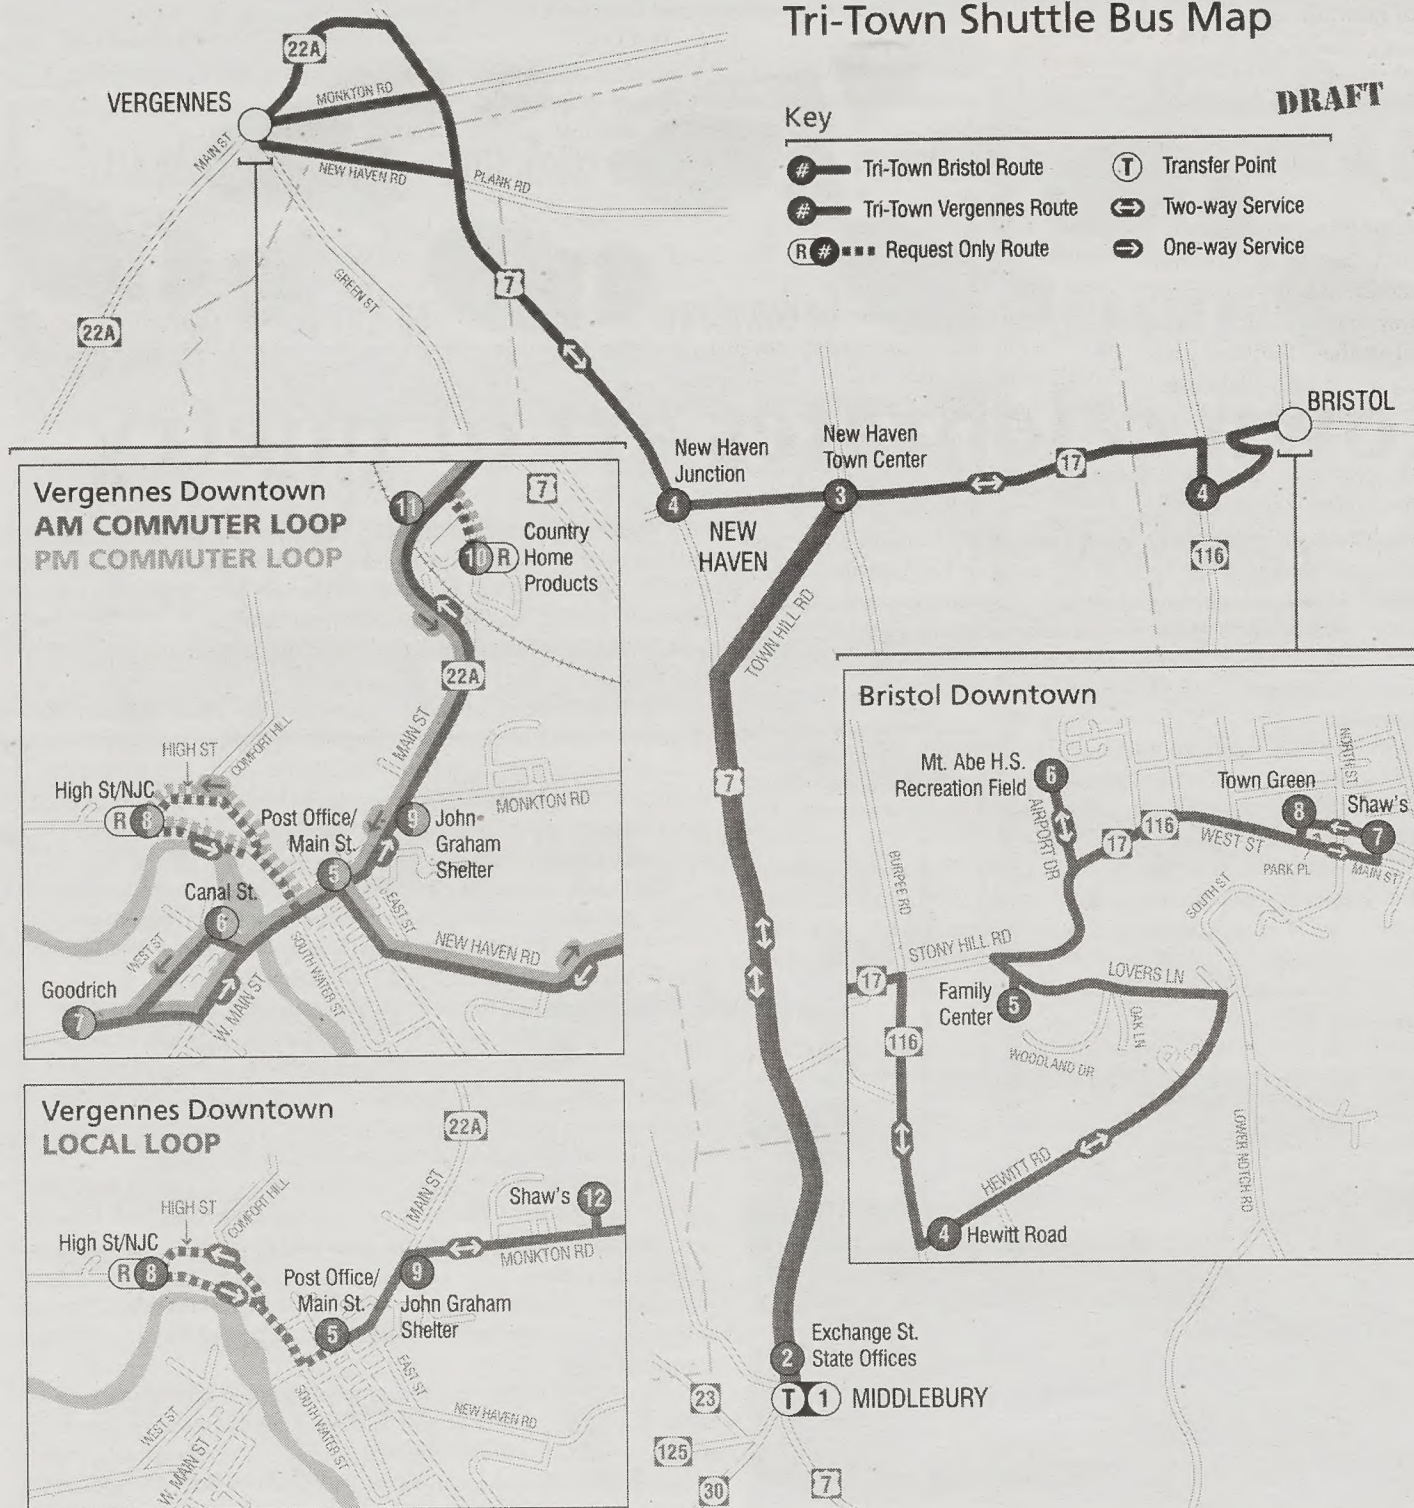 Tri-Town Shuttle Bus Map
DRAFT
Key
# Tri-Town Bristol Route
# Tri-Town Vergennes Route
R # Request Only Route
T Transfer Point
Two-way Service
One-way Service
VERGENNES
22A
MONKTON RD
MAIN ST
NEW HAVEN RD
PLANK RD
GREEN ST
22A
7
New Haven
Junction
4
NEW
HAVEN
New Haven
Town Center
3
17
BRISTOL
4
116
TOWN HILL RD
7
Vergennes Downtown
AM COMMUTER LOOP
PM COMMUTER LOOP
11
7
10 R
Country
Home
Products
22A
MAIN ST
HIGH ST
COMFORT HILL
High St/NJC
R 8
Post Office/
Main St.
5
9
John
Graham
Shelter
MONKTON RD
Canal St.
6
EAST ST
NEW HAVEN RD
WEST ST
SOUTH WATER ST
W. MAIN ST
Goodrich
7
Bristol Downtown
Mt. Abe H.S.
Recreation Field
6
AIRPORT DR
Town Green
8
NORTH ST
Shaw's
7
17
116
WEST ST
PARK PL
MAIN ST
BURPEE RD
SOUTH ST
STONY HILL RD
17
Family
Center
5
LOVERS LN
OAK LN
WOODLAND DR
116
HEWITT RD
LOWER NOTCH RD
4
Hewitt Road
Vergennes Downtown
LOCAL LOOP
22A
MAIN ST
Shaw's
12
HIGH ST
COMFORT HILL
MONKTON RD
High St/NJC
R 8
Post Office/
Main St.
5
9
John Graham
Shelter
EAST ST
SOUTH WATER ST
NEW HAVEN RD
WEST ST
W. MAIN ST
2
Exchange St.
State Offices
T 1
MIDDLEBURY
23
125
30
7